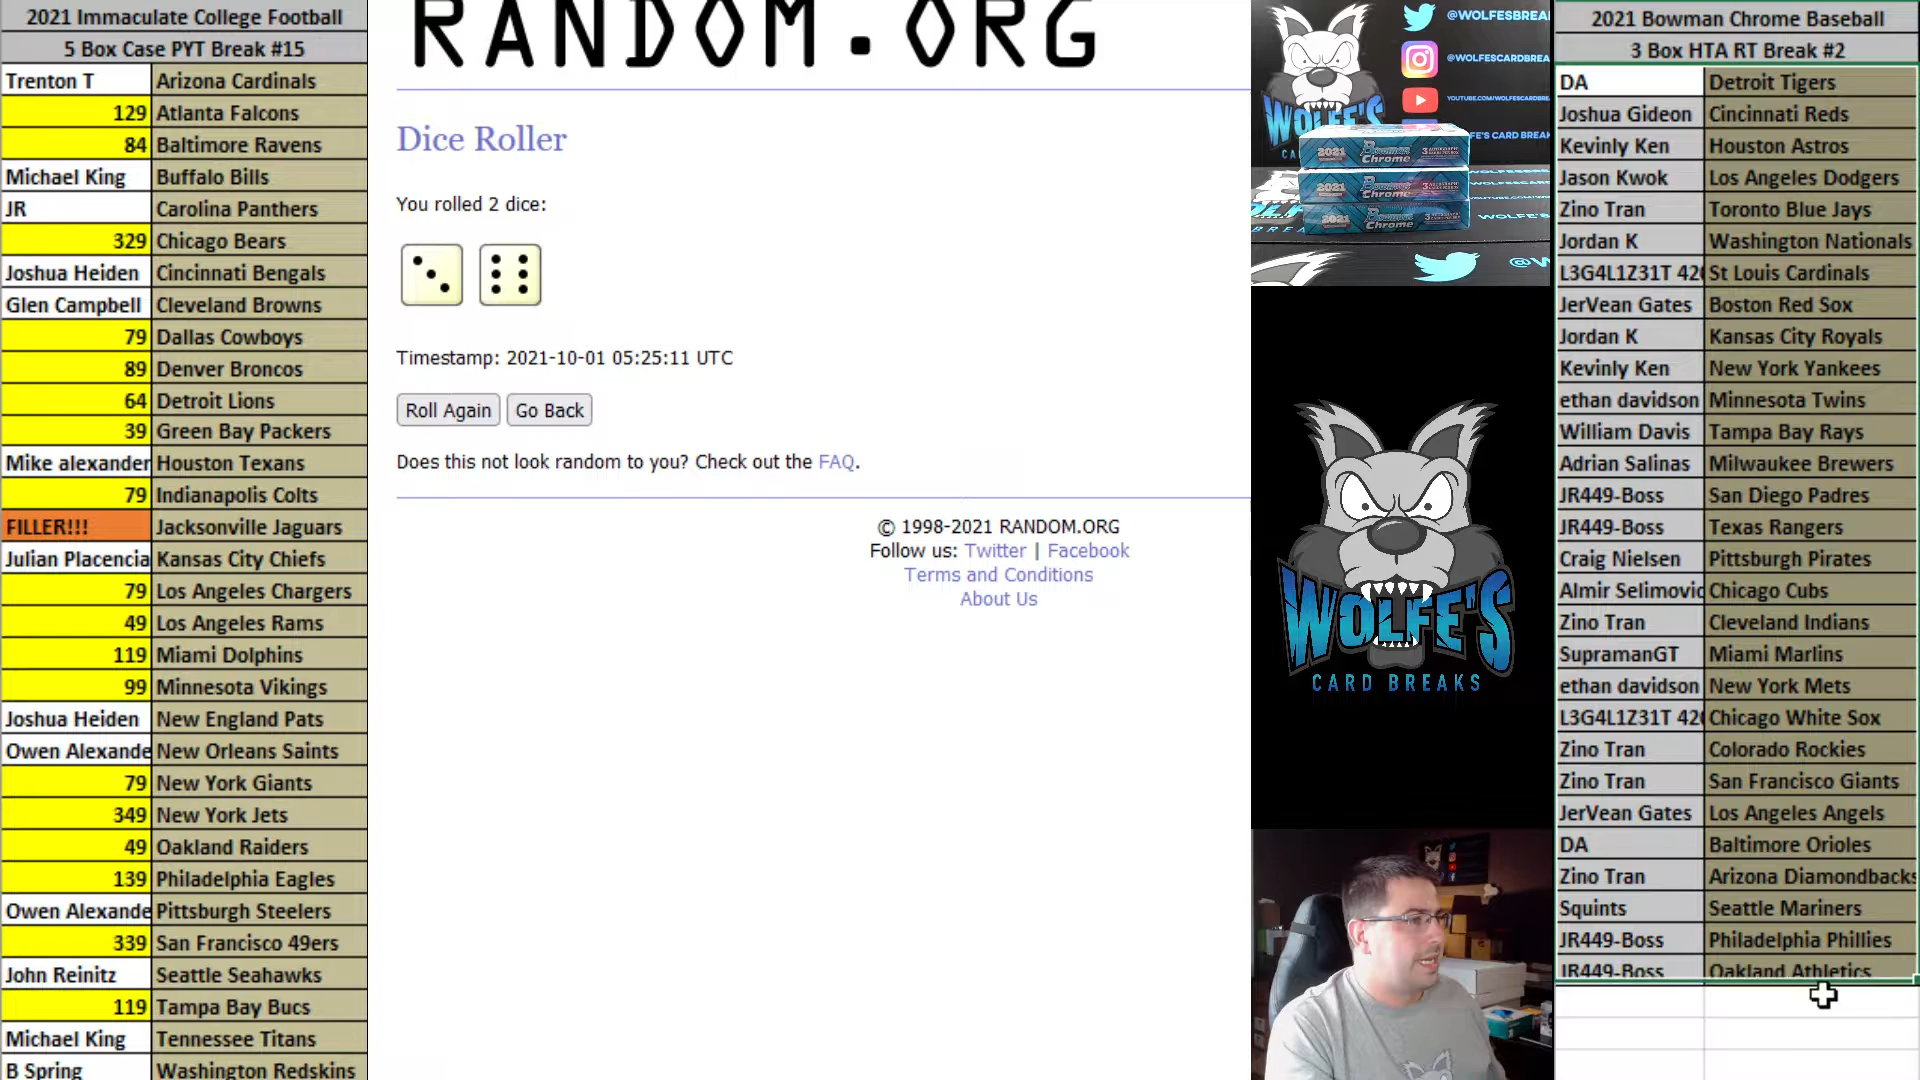 2021 Immaculate College Football
5 Box Case PYT Break #15
Trenton T Arizona Cardinals
129 Atlanta Falcons
84 Baltimore Ravens
Michael King Buffalo Bills
JR Carolina Panthers
329 Chicago Bears
Joshua Heiden Cincinnati Bengals
Glen Campbell Cleveland Browns
79 Dallas Cowboys
89 Denver Broncos
64 Detroit Lions
39 Green Bay Packers
Mike alexander Houston Texans
79 Indianapolis Colts
FILLER!!! Jacksonville Jaguars
Julian Placencia Kansas City Chiefs
79 Los Angeles Chargers
49 Los Angeles Rams
119 Miami Dolphins
99 Minnesota Vikings
Joshua Heiden New England Pats
Owen Alexande New Orleans Saints
79 New York Giants
349 New York Jets
49 Oakland Raiders
139 Philadelphia Eagles
Owen Alexande Pittsburgh Steelers
339 San Francisco 49ers
John Reinitz Seattle Seahawks
119 Tampa Bay Bucs
Michael King Tennessee Titans
B Spring Washington Redskins
RANDOM.ORG
Dice Roller
You rolled 2 dice:
Timestamp: 2021-10-01 05:25:11 UTC
Roll Again Go Back
Does this not look random to you? Check out the FAQ.
© 1998-2021 RANDOM.ORG
Follow us: Twitter | Facebook
Terms and Conditions
About Us
@WOLFESBREA
@WOLFESCARDBREA
YOUTUBE.COM/WOLFESCARDBRE
FE'S CARD BREAK
WOLFE'S
2021 Bowman Chrome
2021 Bowman Chrome
2021 Bowman Chrome
WOLFE'S
CARD BREAKS
2021 Bowman Chrome Baseball
3 Box HTA RT Break #2
DA Detroit Tigers
Joshua Gideon Cincinnati Reds
Kevinly Ken Houston Astros
Jason Kwok Los Angeles Dodgers
Zino Tran Toronto Blue Jays
Jordan K Washington Nationals
L3G4L1Z31T 42 St Louis Cardinals
JerVean Gates Boston Red Sox
Jordan K Kansas City Royals
Kevinly Ken New York Yankees
ethan davidson Minnesota Twins
William Davis Tampa Bay Rays
Adrian Salinas Milwaukee Brewers
JR449-Boss San Diego Padres
JR449-Boss Texas Rangers
Craig Nielsen Pittsburgh Pirates
Almir Selimovic Chicago Cubs
Zino Tran Cleveland Indians
SupramanGT Miami Marlins
ethan davidson New York Mets
L3G4L1Z31T 42 Chicago White Sox
Zino Tran Colorado Rockies
Zino Tran San Francisco Giants
JerVean Gates Los Angeles Angels
DA Baltimore Orioles
Zino Tran Arizona Diamondbacks
Squints Seattle Mariners
JR449-Boss Philadelphia Phillies
JR449-Boss Oakland Athletics